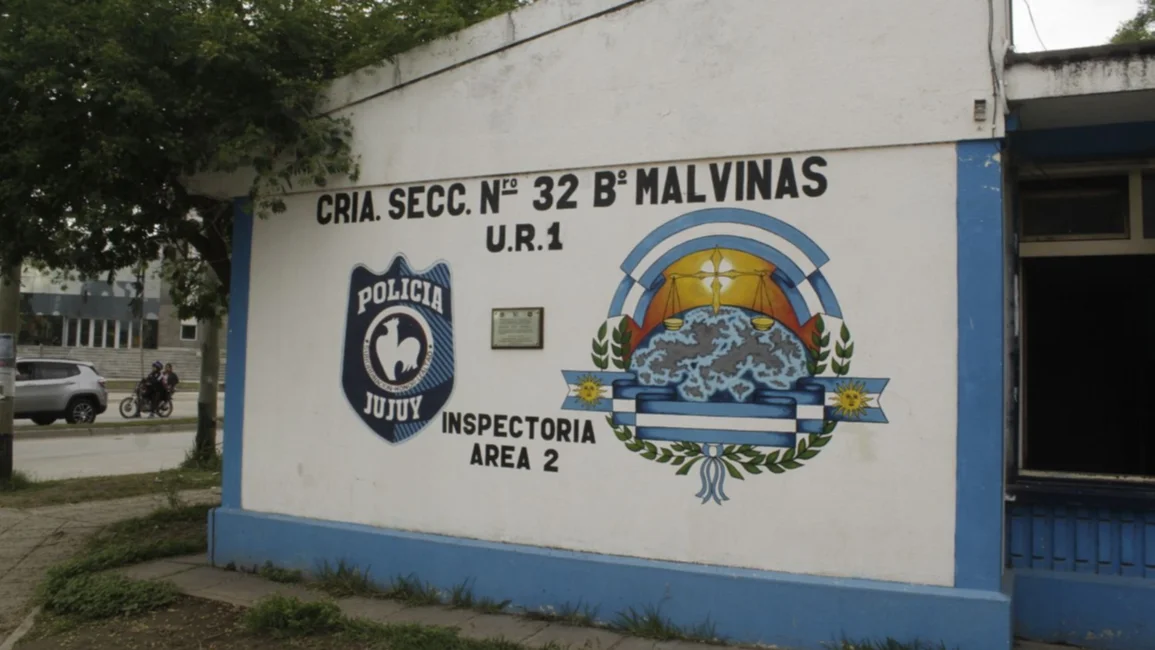 CRIA. SECC. Nro 32 Bº MALVINAS
U.R.1
POLICIA
JUJUY
INSPECTORIA
AREA 2